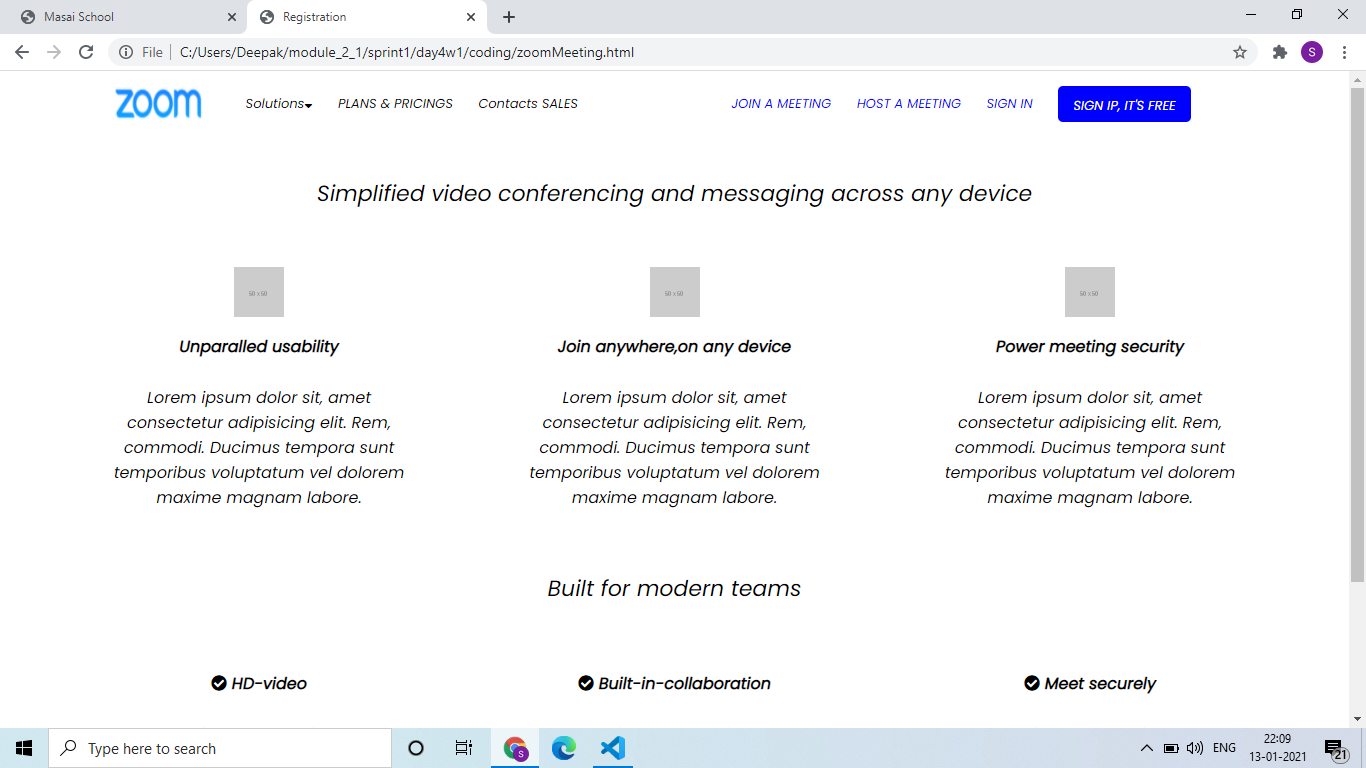 Masai School
Registration
File
C:/Users/Deepak/module_2_1/sprint1/day4w1/coding/zoomMeeting.html
S
zoom
Solutions
PLANS & PRICINGS
Contacts SALES
JOIN A MEETING
HOST A MEETING
SIGN IN
SIGN IP, IT'S FREE
Simplified video conferencing and messaging across any device
50 x 50
50 x 50
50 x 50
Unparalled usability
Lorem ipsum dolor sit, amet
consectetur adipisicing elit. Rem,
commodi. Ducimus tempora sunt
temporibus voluptatum vel dolorem
maxime magnam labore.
Join anywhere,on any device
Lorem ipsum dolor sit, amet
consectetur adipisicing elit. Rem,
commodi. Ducimus tempora sunt
temporibus voluptatum vel dolorem
maxime magnam labore.
Power meeting security
Lorem ipsum dolor sit, amet
consectetur adipisicing elit. Rem,
commodi. Ducimus tempora sunt
temporibus voluptatum vel dolorem
maxime magnam labore.
Built for modern teams
HD-video
Built-in-collaboration
Meet securely
Type here to search
S
ENG
22:09
13-01-2021
21